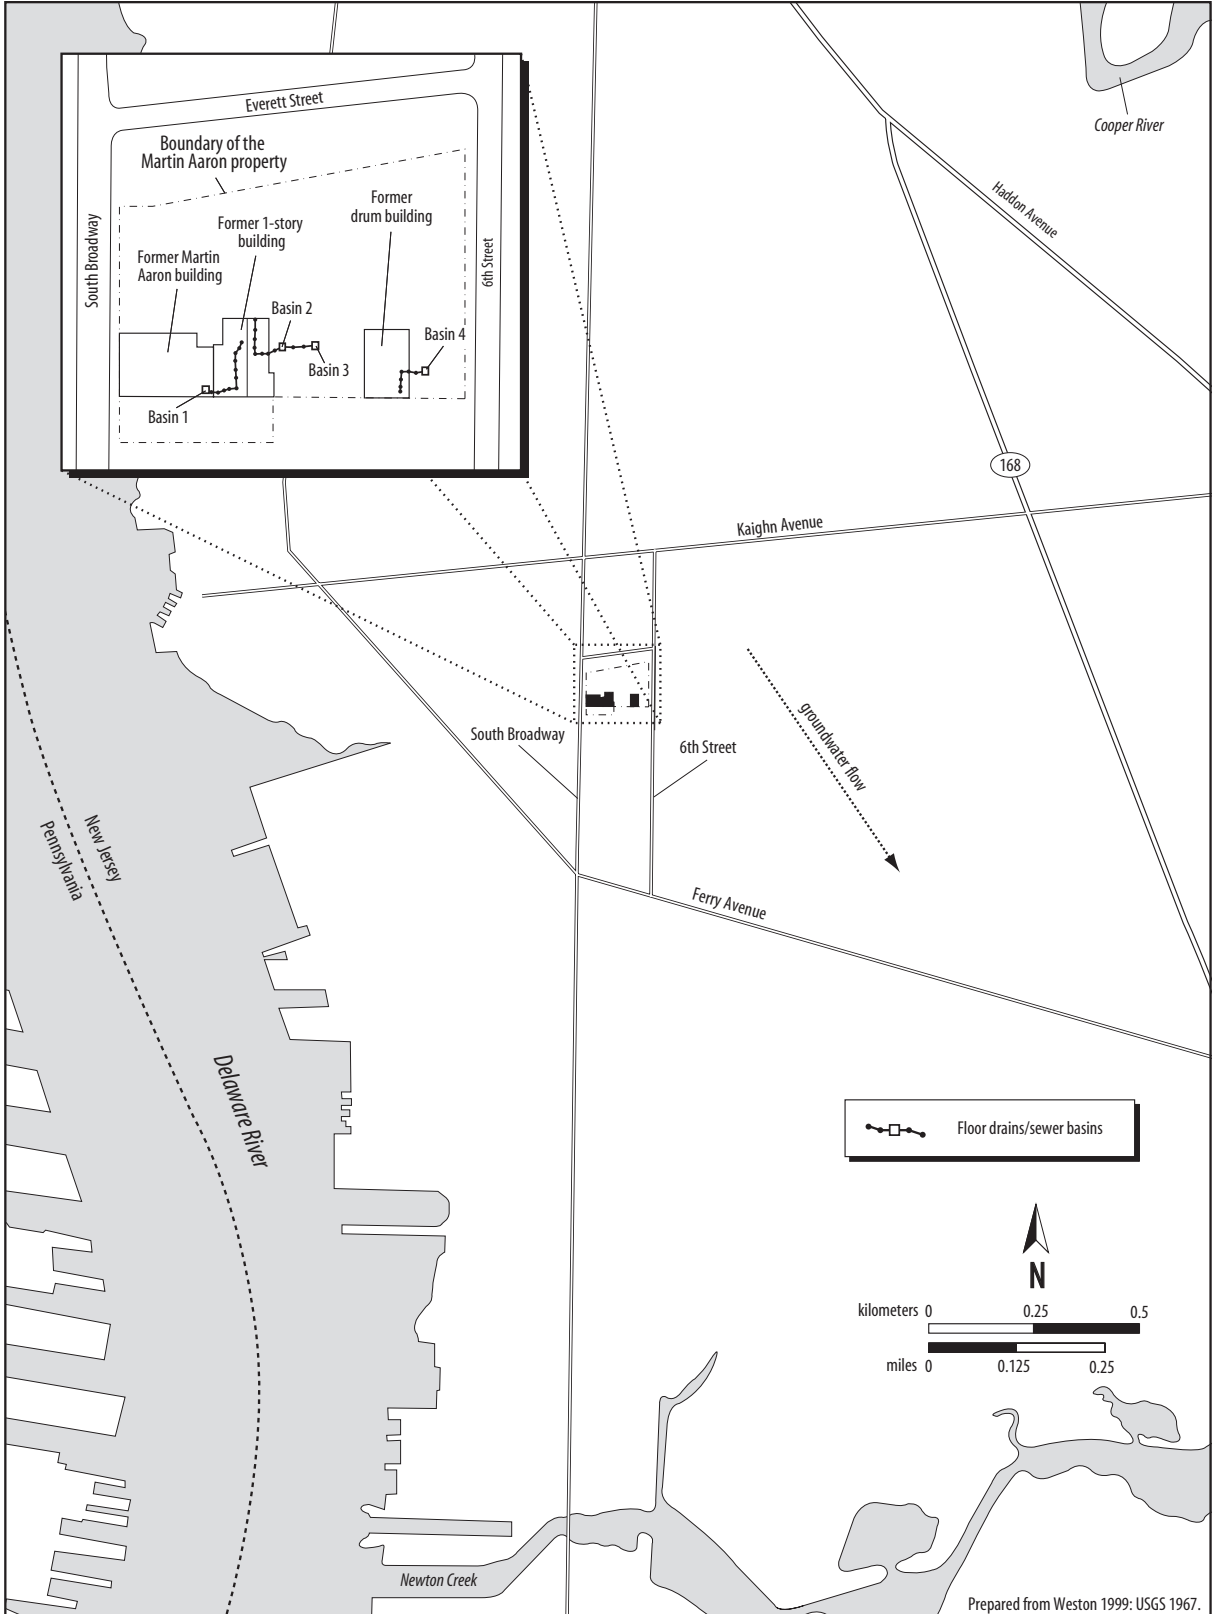 Everett Street
Boundary of the
Martin Aaron property
Former
drum building
Former 1-story
building
Former Martin
Aaron building
South Broadway
6th Street
Basin 2
Basin 4
Basin 3
Basin 1
Cooper River
Haddon Avenue
168
Kaighn Avenue
South Broadway
6th Street
groundwater flow
New Jersey
Pennsylvania
Ferry Avenue
Delaware River
Floor drains/sewer basins
N
kilometers 0 0.25 0.5
miles 0 0.125 0.25
Newton Creek
Prepared from Weston 1999: USGS 1967.